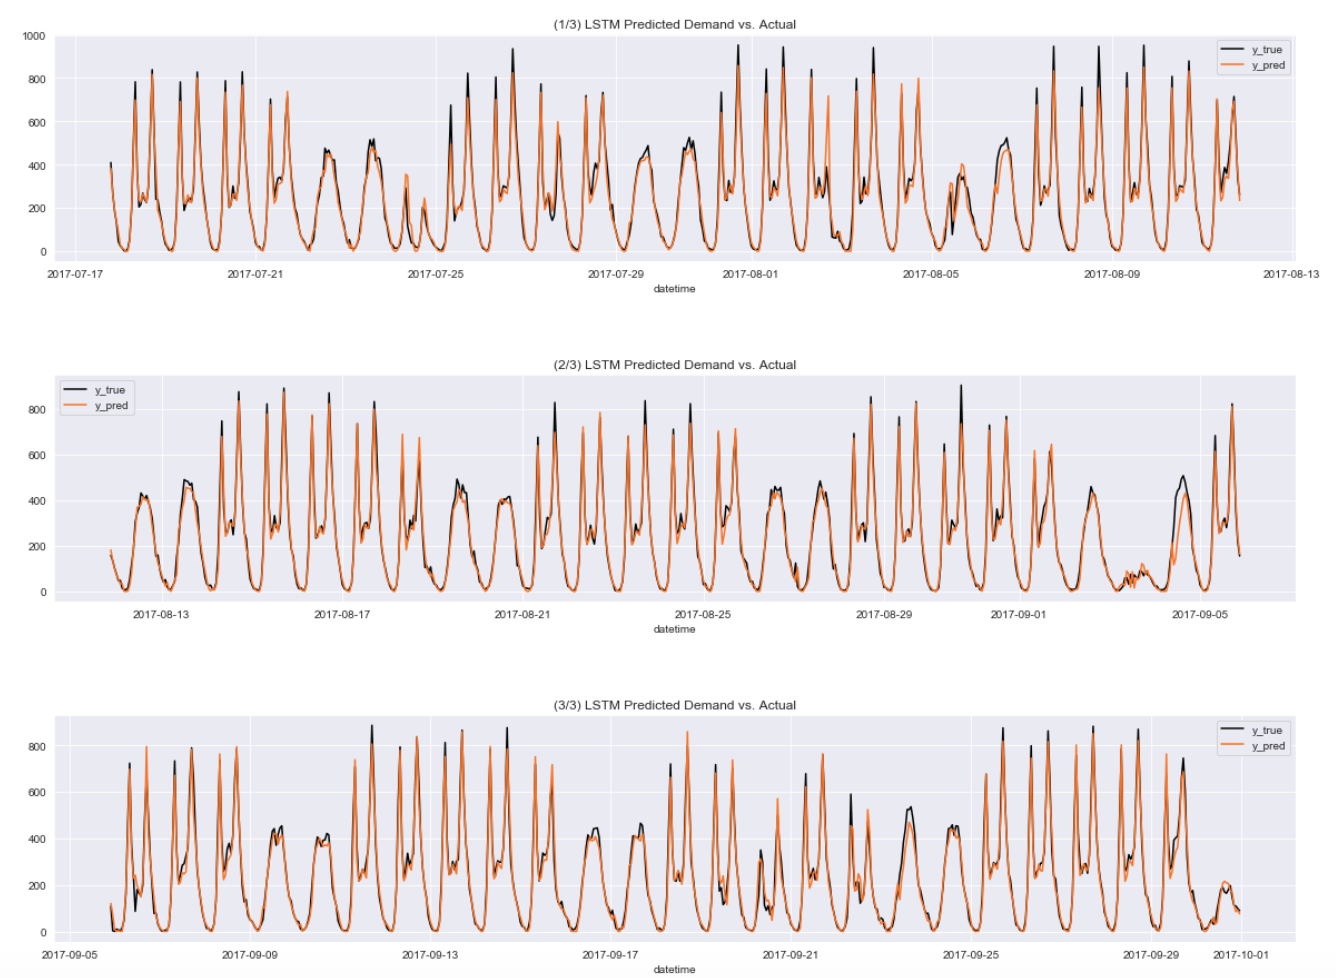 (1/3) LSTM Predicted Demand vs. Actual
1000
800
600
400
200
0
y_true
y_pred
2017-07-17 2017-07-21 2017-07-25 2017-07-29 2017-08-01 2017-08-05 2017-08-09 2017-08-13
datetime
(2/3) LSTM Predicted Demand vs. Actual
800
600
400
200
0
y_true
y_pred
2017-08-13 2017-08-17 2017-08-21 2017-08-25 2017-08-29 2017-09-01 2017-09-05
datetime
(3/3) LSTM Predicted Demand vs. Actual
800
600
400
200
0
y_true
y_pred
2017-09-05 2017-09-09 2017-09-13 2017-09-17 2017-09-21 2017-09-25 2017-09-29 2017-10-01
datetime